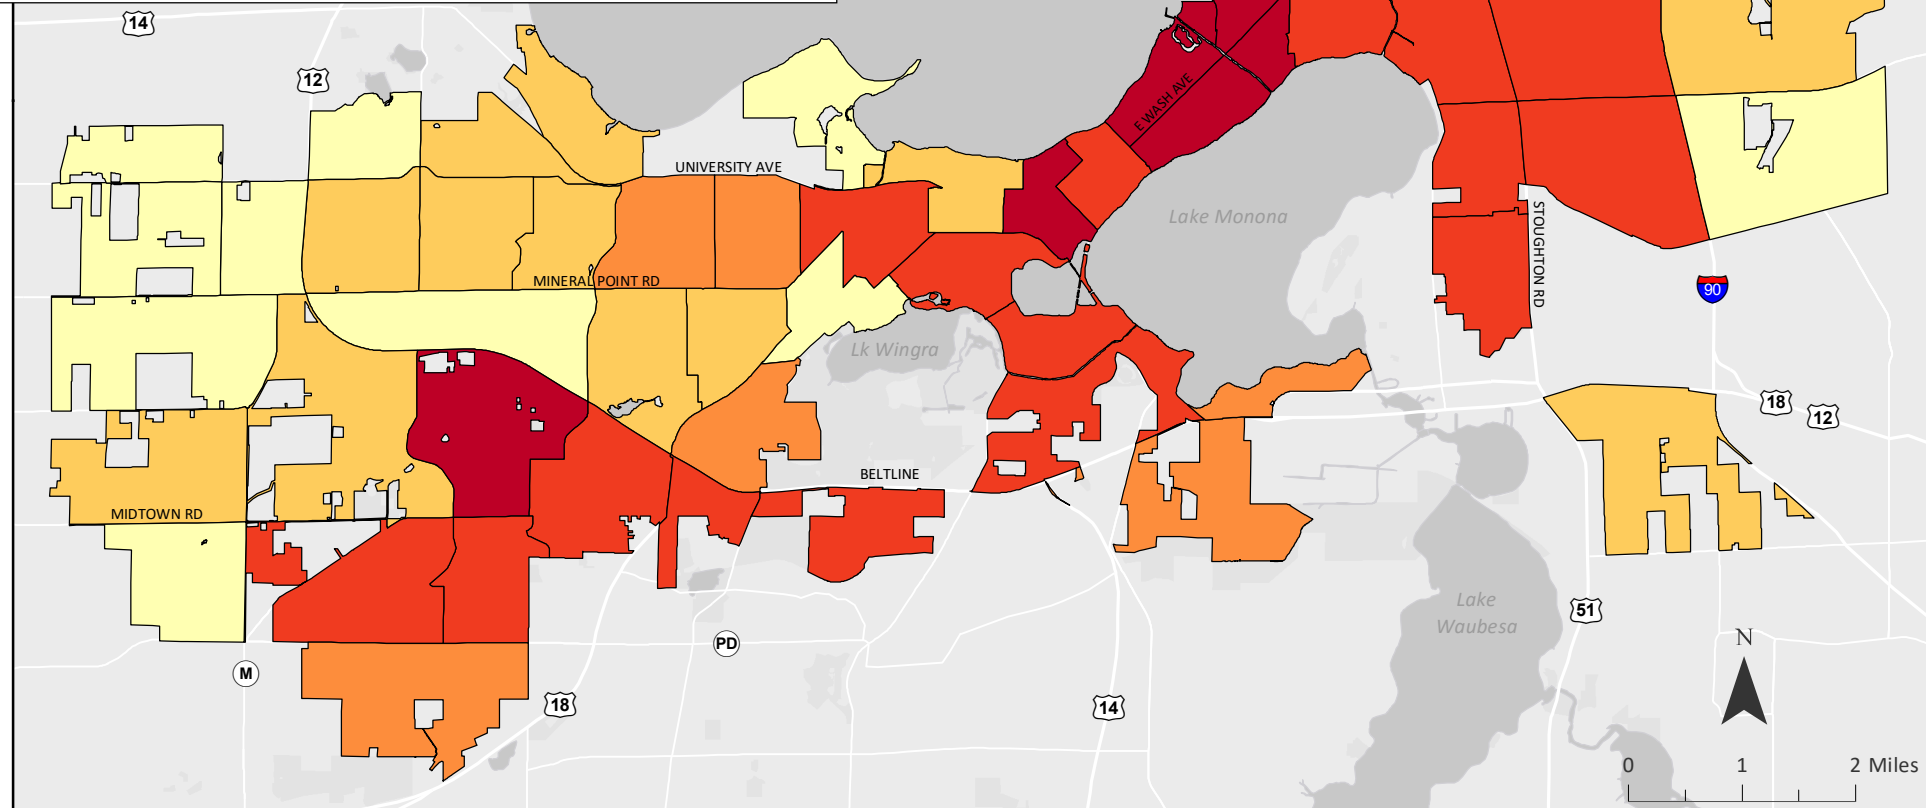 14
12
E WASH AVE
UNIVERSITY AVE
Lake Monona
STOUGHTON RD
MINERAL POINT RD
90
Lk Wingra
18
12
BELTLINE
MIDTOWN RD
Lake
Waubesa
51
N
PD
M
18
14
0 1 2 Miles